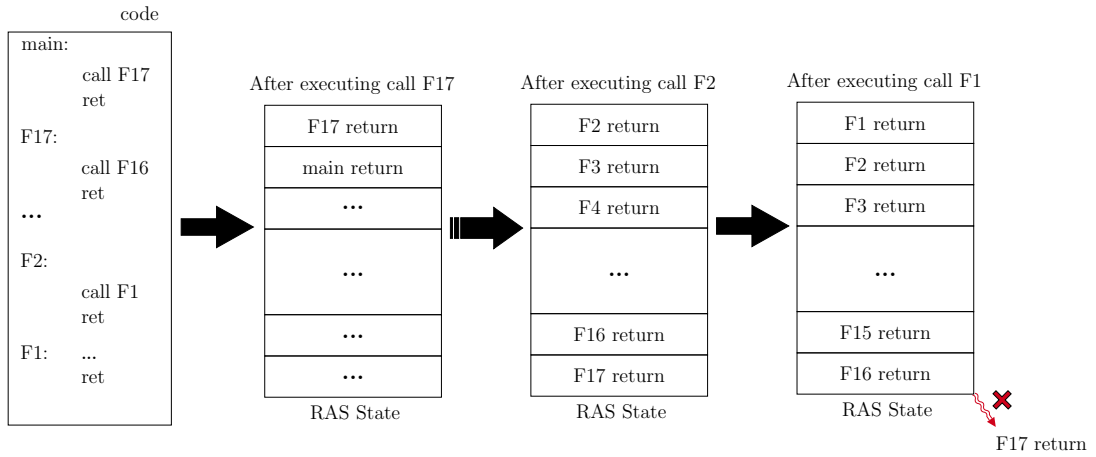 code
main:
call F17
ret
F17:
call F16
ret
...
F2:
call F1
ret
F1: ...
ret
After executing call F17
F17 return
main return
...
...
...
...
RAS State
After executing call F2
F2 return
F3 return
F4 return
...
F16 return
F17 return
RAS State
After executing call F1
F1 return
F2 return
F3 return
...
F15 return
F16 return
RAS State
F17 return